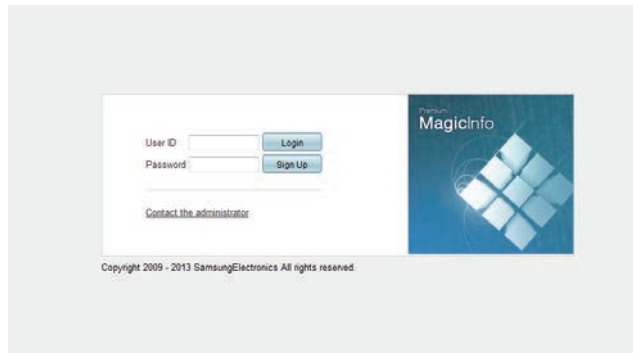 Premium
MagicInfo
User ID
Login
Password
Sign Up
Contact the administrator
Copyright 2009 - 2013 SamsungElectronics All rights reserved.